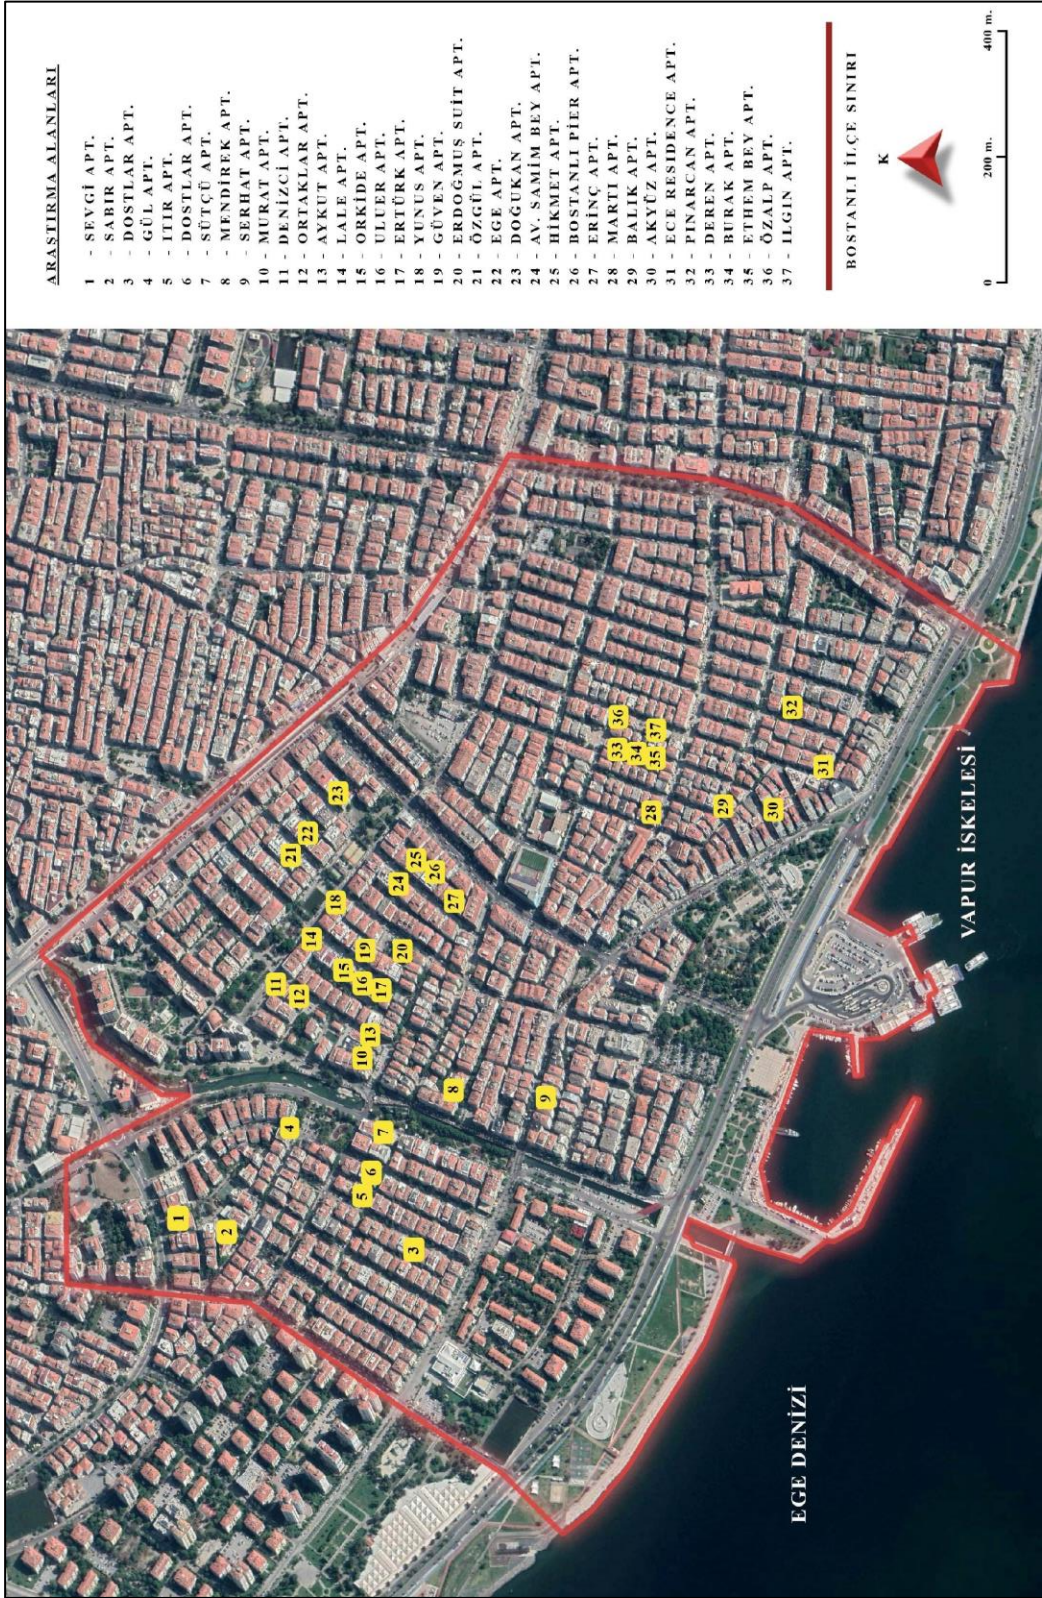 ARAŞTIRMA ALANLARI
1 - SEVGİ APT.
2 - SABIR APT.
3 - DOSTLAR APT.
4 - GÜL APT.
5 - ITIR APT.
6 - DOSTLAR APT.
7 - SÜTÇÜ APT.
8 - MENDİREK APT.
9 - SERHAT APT.
10 - MURAT APT.
11 - DENİZCİ APT.
12 - ORTAKLAR APT.
13 - AYKUT APT.
14 - LALE APT.
15 - ORKİDE APT.
16 - ULUER APT.
17 - ERTÜRK APT.
18 - YUNUS APT.
19 - GÜVEN APT.
20 - ERDOĞMUŞ SUİT APT.
21 - ÖZGÜL APT.
22 - EGE APT.
23 - DOĞUKAN APT.
24 - AV. SAMİM BEY APT.
25 - HİKMET APT.
26 - BOSTANLI PİER APT.
27 - ERİNÇ APT.
28 - MARTI APT.
29 - BALIK APT.
30 - AKYÜZ APT.
31 - ECE RESIDENCE APT.
32 - PINARCAN APT.
33 - DEREN APT.
34 - BURAK APT.
35 - ETHEM BEY APT.
36 - ÖZALP APT.
37 - ILGIN APT.
BOSTANLI İLÇE SINIRI
K
0 200 m. 400 m.
1
2
3
4
5
6
7
8
9
10
13
11
12
14
15
16
17
18
19
20
21
22
23
24
25
26
27
28
29
30
31
32
33
34
35
36
37
EGE DENİZİ
VAPUR İSKELESİ